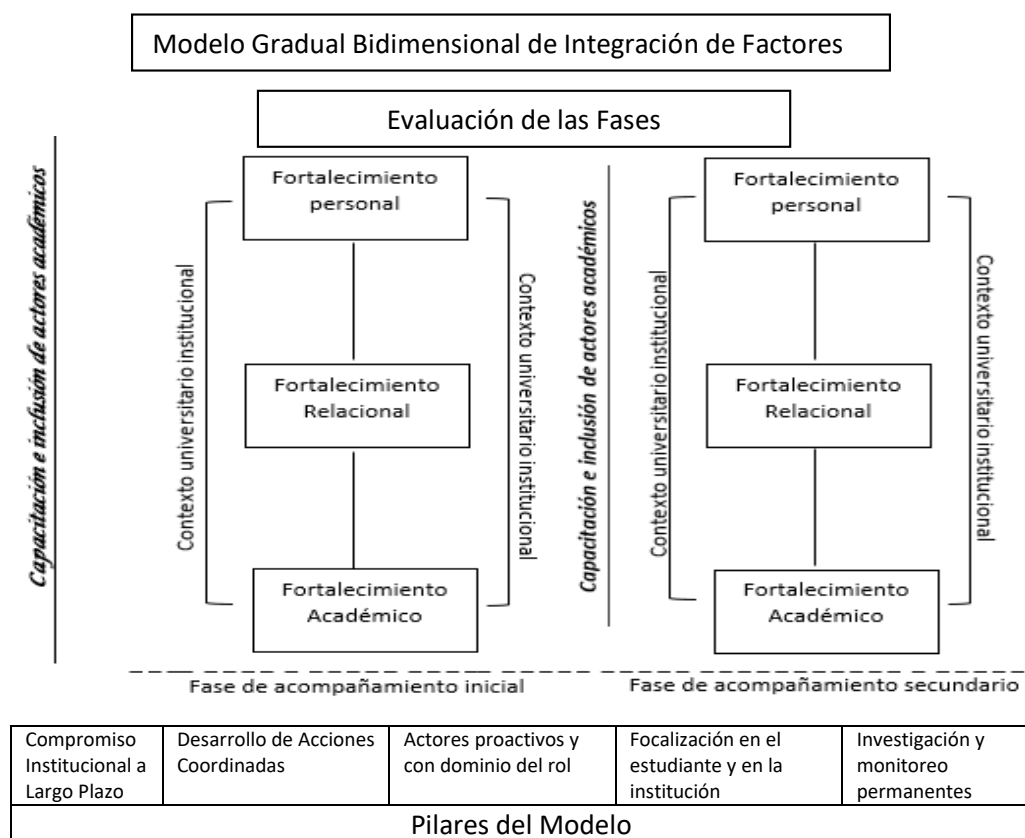 Modelo Gradual Bidimensional de Integración de Factores
Evaluación de las Fases
Capacitación e inclusión de actores académicos
Contexto universitario institucional
Fortalecimiento
personal
Fortalecimiento
Relacional
Fortalecimiento
Académico
Contexto universitario institucional
Fase de acompañamiento inicial
Capacitación e inclusión de actores académicos
Contexto universitario institucional
Fortalecimiento
personal
Fortalecimiento
Relacional
Fortalecimiento
Académico
Contexto universitario institucional
Fase de acompañamiento secundario
Compromiso
Institucional a
Largo Plazo
Desarrollo de Acciones
Coordinadas
Actores proactivos y
con dominio del rol
Focalización en el
estudiante y en la
institución
Investigación y
monitoreo
permanentes
Pilares del Modelo